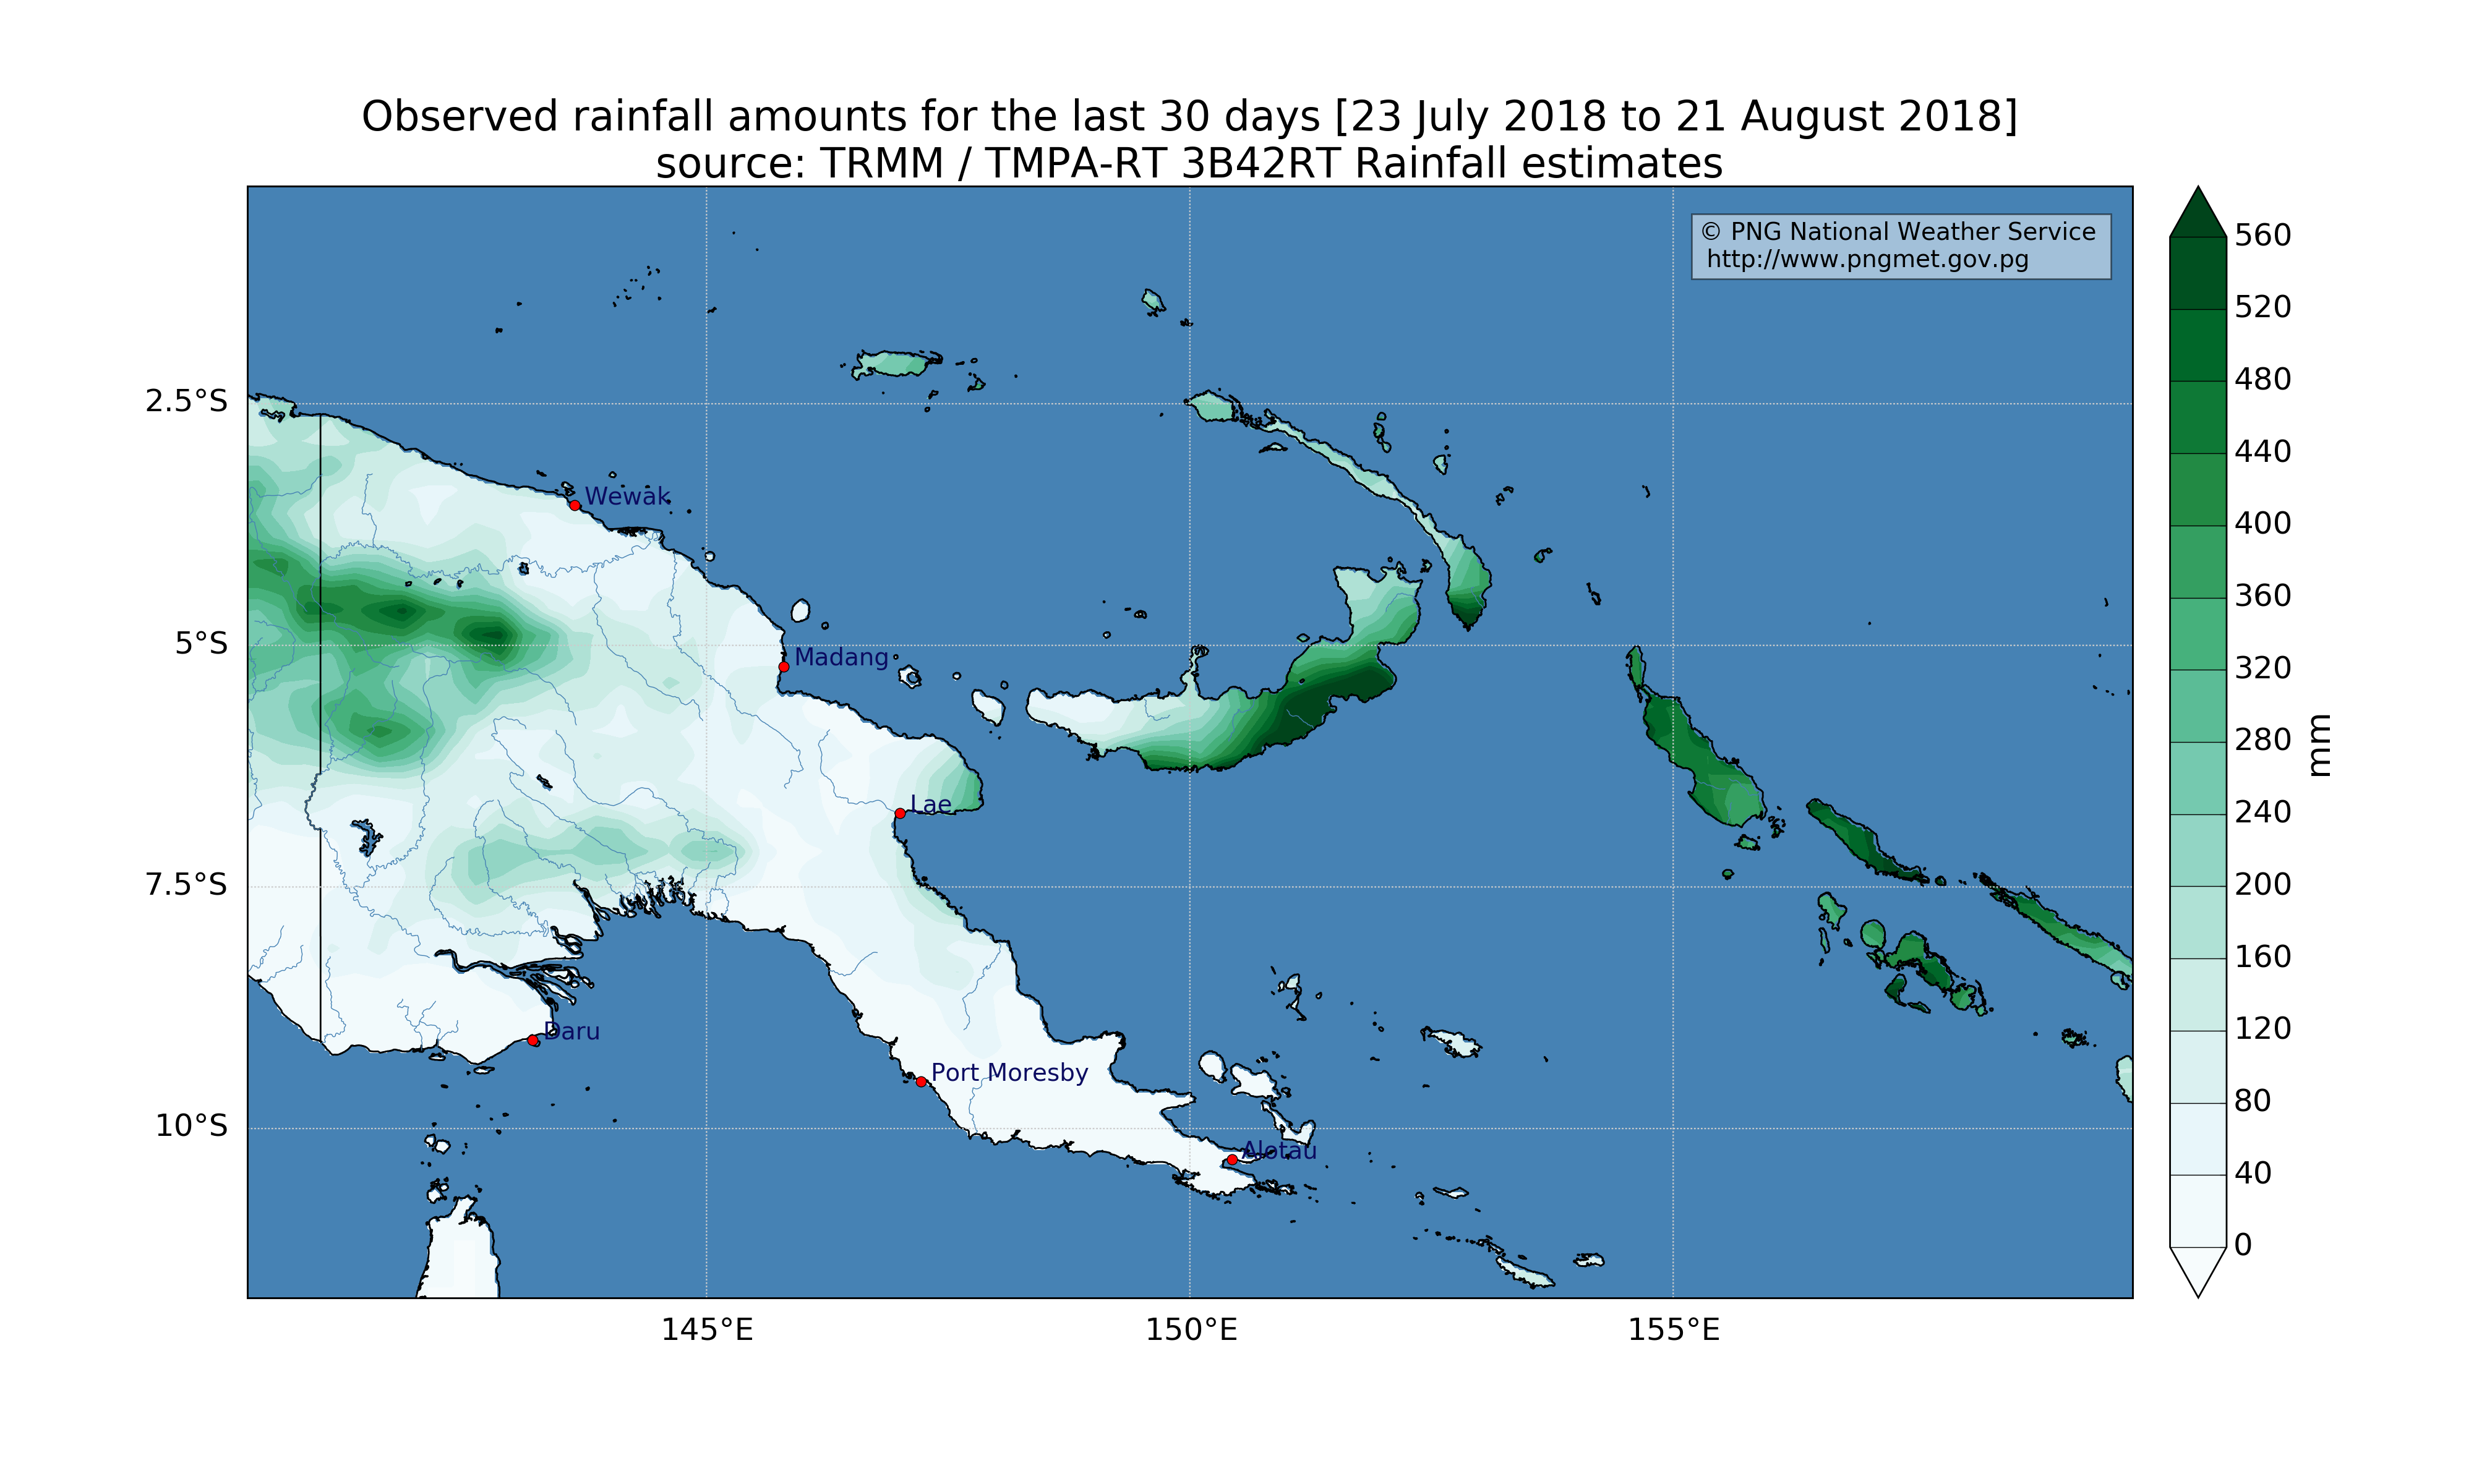 Observed rainfall amounts for the last 30 days [23 July 2018 to 21 August 2018]
source: TRMM / TMPA-RT 3B42RT Rainfall estimates
© PNG National Weather Service
http://www.pngmet.gov.pg
560
520
480
440
400
360
320
280
240
200
160
120
80
40
0
mm
2.5°S
5°S
7.5°S
10°S
Wewak
Madang
Lae
Daru
Port Moresby
Alotau
145°E
150°E
155°E